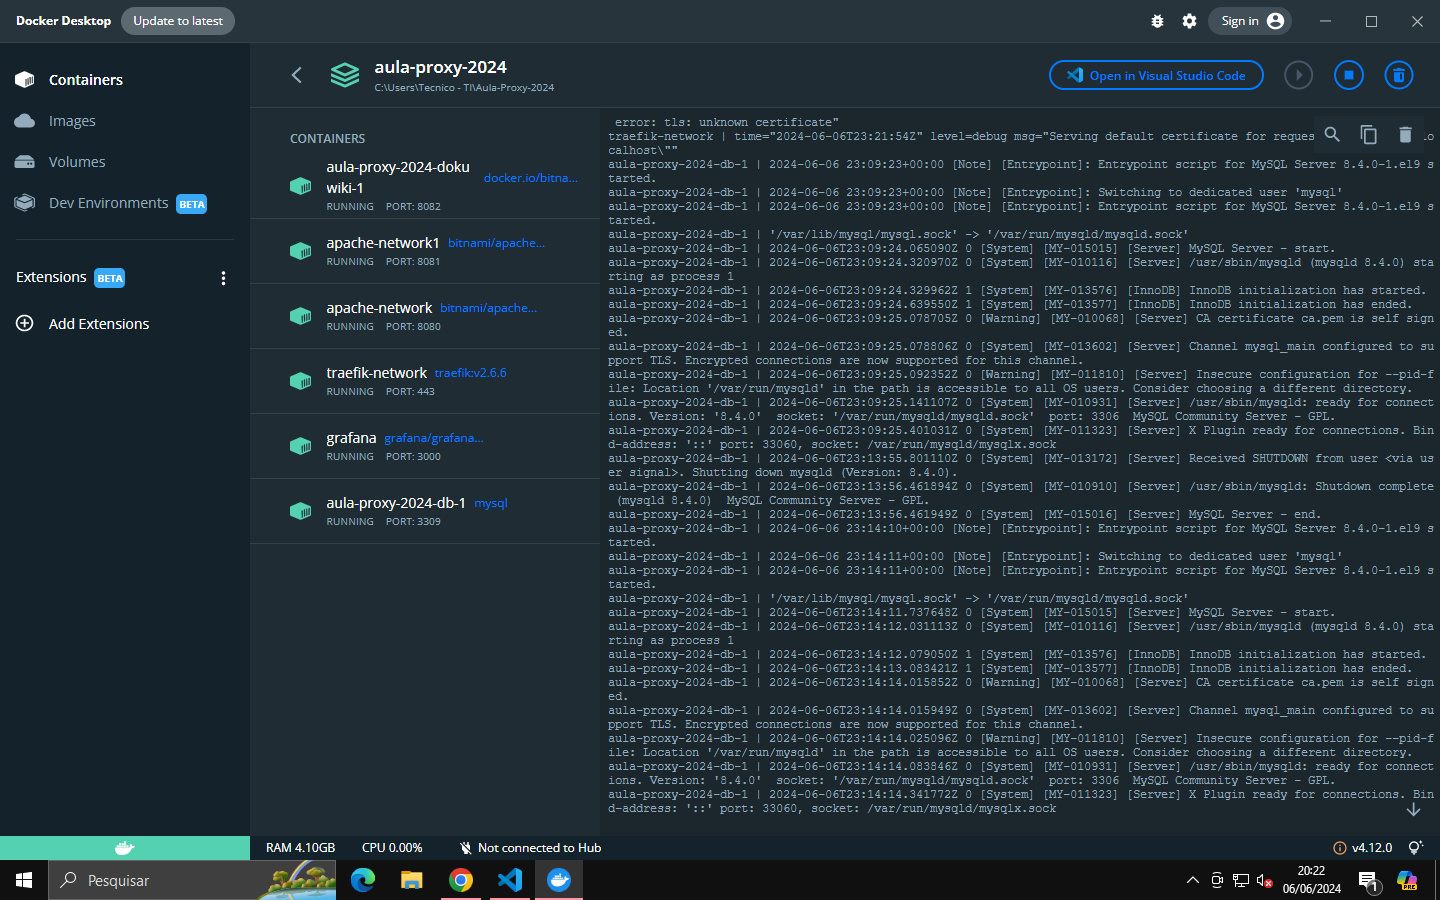 Docker Desktop
Update to latest
Sign in
Containers
Images
Volumes
Dev Environments BETA
Extensions BETA
Add Extensions
aula-proxy-2024
C:\Users\Tecnico - TI\Aula-Proxy-2024
Open in Visual Studio Code
CONTAINERS
aula-proxy-2024-doku
wiki-1
docker.io/bitna...
RUNNING PORT: 8082
apache-network1 bitnami/apache...
RUNNING PORT: 8081
apache-network bitnami/apache...
RUNNING PORT: 8080
traefik-network traefik:v2.6.6
RUNNING PORT: 443
grafana grafana/grafana...
RUNNING PORT: 3000
aula-proxy-2024-db-1 mysql
RUNNING PORT: 3309
error: tls: unknown certificate"
traefik-network | time="2024-06-06T23:21:54Z" level=debug msg="Serving default certificate for reques
calhost\""
aula-proxy-2024-db-1 | 2024-06-06 23:09:23+00:00 [Note] [Entrypoint]: Entrypoint script for MySQL Server 8.4.0-1.el9 s
tarted.
aula-proxy-2024-db-1 | 2024-06-06 23:09:23+00:00 [Note] [Entrypoint]: Switching to dedicated user 'mysql'
aula-proxy-2024-db-1 | 2024-06-06 23:09:23+00:00 [Note] [Entrypoint]: Entrypoint script for MySQL Server 8.4.0-1.el9 s
tarted.
aula-proxy-2024-db-1 | '/var/lib/mysql/mysql.sock' -> '/var/run/mysqld/mysqld.sock'
aula-proxy-2024-db-1 | 2024-06-06T23:09:24.065090Z 0 [System] [MY-015015] [Server] MySQL Server - start.
aula-proxy-2024-db-1 | 2024-06-06T23:09:24.320970Z 0 [System] [MY-010116] [Server] /usr/sbin/mysqld (mysqld 8.4.0) sta
rting as process 1
aula-proxy-2024-db-1 | 2024-06-06T23:09:24.329962Z 1 [System] [MY-013576] [InnoDB] InnoDB initialization has started.
aula-proxy-2024-db-1 | 2024-06-06T23:09:24.639550Z 1 [System] [MY-013577] [InnoDB] InnoDB initialization has ended.
aula-proxy-2024-db-1 | 2024-06-06T23:09:25.078705Z 0 [Warning] [MY-010068] [Server] CA certificate ca.pem is self sign
ed.
aula-proxy-2024-db-1 | 2024-06-06T23:09:25.078806Z 0 [System] [MY-013602] [Server] Channel mysql_main configured to su
pport TLS. Encrypted connections are now supported for this channel.
aula-proxy-2024-db-1 | 2024-06-06T23:09:25.092352Z 0 [Warning] [MY-011810] [Server] Insecure configuration for --pid-f
ile: Location '/var/run/mysqld' in the path is accessible to all OS users. Consider choosing a different directory.
aula-proxy-2024-db-1 | 2024-06-06T23:09:25.141107Z 0 [System] [MY-010931] [Server] /usr/sbin/mysqld: ready for connect
ions. Version: '8.4.0'  socket: '/var/run/mysqld/mysqld.sock'  port: 3306  MySQL Community Server - GPL.
aula-proxy-2024-db-1 | 2024-06-06T23:09:25.401031Z 0 [System] [MY-011323] [Server] X Plugin ready for connections. Bin
d-address: '::' port: 33060, socket: /var/run/mysqld/mysqlx.sock
aula-proxy-2024-db-1 | 2024-06-06T23:13:55.801110Z 0 [System] [MY-013172] [Server] Received SHUTDOWN from user <via us
er signal>. Shutting down mysqld (Version: 8.4.0).
aula-proxy-2024-db-1 | 2024-06-06T23:13:56.461894Z 0 [System] [MY-010910] [Server] /usr/sbin/mysqld: Shutdown complete
(mysqld 8.4.0)  MySQL Community Server - GPL.
aula-proxy-2024-db-1 | 2024-06-06T23:13:56.461949Z 0 [System] [MY-015016] [Server] MySQL Server - end.
aula-proxy-2024-db-1 | 2024-06-06 23:14:10+00:00 [Note] [Entrypoint]: Entrypoint script for MySQL Server 8.4.0-1.el9 s
tarted.
aula-proxy-2024-db-1 | 2024-06-06 23:14:11+00:00 [Note] [Entrypoint]: Switching to dedicated user 'mysql'
aula-proxy-2024-db-1 | 2024-06-06 23:14:11+00:00 [Note] [Entrypoint]: Entrypoint script for MySQL Server 8.4.0-1.el9 s
tarted.
aula-proxy-2024-db-1 | '/var/lib/mysql/mysql.sock' -> '/var/run/mysqld/mysqld.sock'
aula-proxy-2024-db-1 | 2024-06-06T23:14:11.737648Z 0 [System] [MY-015015] [Server] MySQL Server - start.
aula-proxy-2024-db-1 | 2024-06-06T23:14:12.031113Z 0 [System] [MY-010116] [Server] /usr/sbin/mysqld (mysqld 8.4.0) sta
rting as process 1
aula-proxy-2024-db-1 | 2024-06-06T23:14:12.079050Z 1 [System] [MY-013576] [InnoDB] InnoDB initialization has started.
aula-proxy-2024-db-1 | 2024-06-06T23:14:13.083421Z 1 [System] [MY-013577] [InnoDB] InnoDB initialization has ended.
aula-proxy-2024-db-1 | 2024-06-06T23:14:14.015852Z 0 [Warning] [MY-010068] [Server] CA certificate ca.pem is self sign
ed.
aula-proxy-2024-db-1 | 2024-06-06T23:14:14.015949Z 0 [System] [MY-013602] [Server] Channel mysql_main configured to su
pport TLS. Encrypted connections are now supported for this channel.
aula-proxy-2024-db-1 | 2024-06-06T23:14:14.025096Z 0 [Warning] [MY-011810] [Server] Insecure configuration for --pid-f
ile: Location '/var/run/mysqld' in the path is accessible to all OS users. Consider choosing a different directory.
aula-proxy-2024-db-1 | 2024-06-06T23:14:14.083846Z 0 [System] [MY-010931] [Server] /usr/sbin/mysqld: ready for connect
ions. Version: '8.4.0'  socket: '/var/run/mysqld/mysqld.sock'  port: 3306  MySQL Community Server - GPL.
aula-proxy-2024-db-1 | 2024-06-06T23:14:14.341772Z 0 [System] [MY-011323] [Server] X Plugin ready for connections. Bin
d-address: '::' port: 33060, socket: /var/run/mysqld/mysqlx.sock
RAM 4.10GB CPU 0.00% Not connected to Hub
v4.12.0
Pesquisar
20:22
06/06/2024
1
PRE